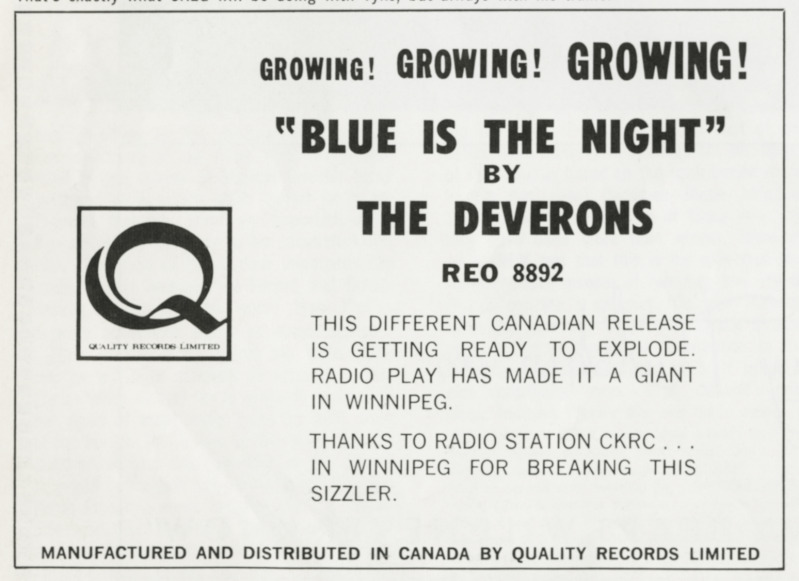 GROWING! GROWING! GROWING!
"BLUE IS THE NIGHT"
BY
THE DEVERONS
REO 8892
QUALITY RECORDS LIMITED
THIS DIFFERENT CANADIAN RELEASE
IS GETTING READY TO EXPLODE.
RADIO PLAY HAS MADE IT A GIANT
IN WINNIPEG.
THANKS TO RADIO STATION CKRC . . .
IN WINNIPEG FOR BREAKING THIS
SIZZLER.
MANUFACTURED AND DISTRIBUTED IN CANADA BY QUALITY RECORDS LIMITED